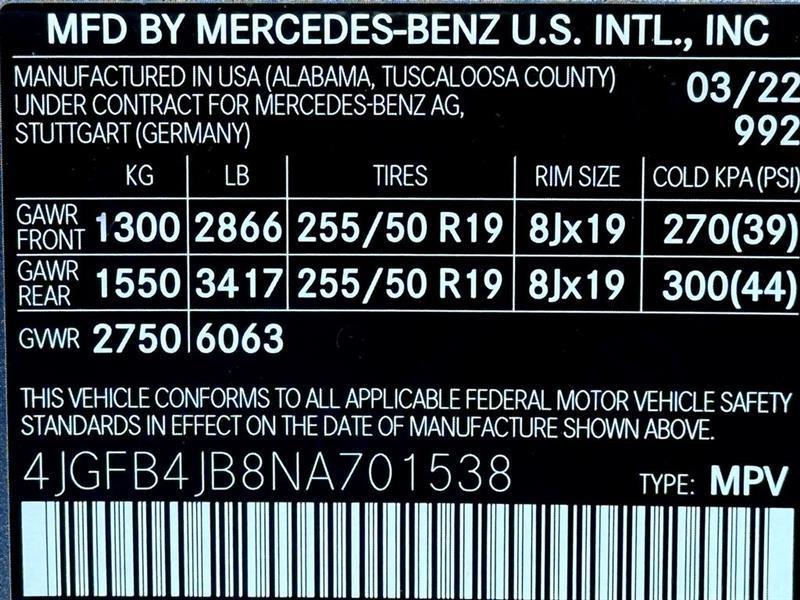 MFD BY MERCEDES-BENZ U.S. INTL., INC
MANUFACTURED IN USA (ALABAMA, TUSCALOOSA COUNTY)
UNDER CONTRACT FOR MERCEDES-BENZ AG,
STUTTGART (GERMANY)
03/22
992
KG LB TIRES RIM SIZE COLD KPA (PSI)
GAWR FRONT 1300 2866 255/50 R19 8Jx19 270(39)
GAWR REAR 1550 3417 255/50 R19 8Jx19 300(44)
GVWR 2750 6063
THIS VEHICLE CONFORMS TO ALL APPLICABLE FEDERAL MOTOR VEHICLE SAFETY
STANDARDS IN EFFECT ON THE DATE OF MANUFACTURE SHOWN ABOVE.
4JGFB4JB8NA701538 TYPE: MPV